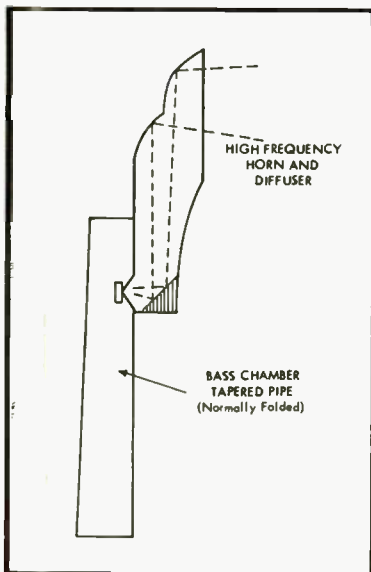 HIGH FREQUENCY
HORN AND
DIFFUSER
BASS CHAMBER
TAPERED PIPE
(Normally Folded)